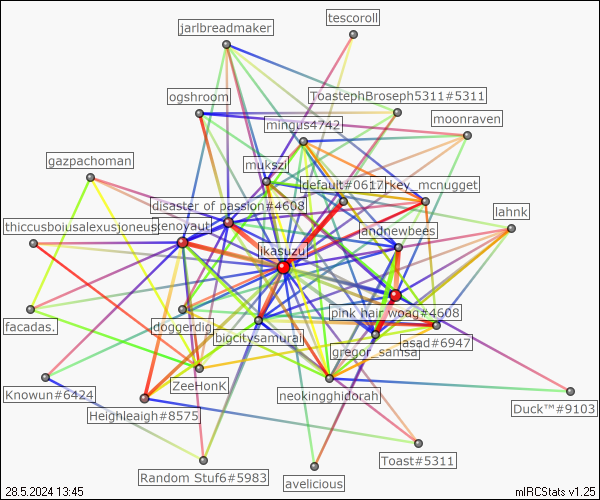 tescoroll
jarlbreadmaker
ogshroom
ToastephBroseph5311#5311
moonraven
mingus4742
gazpachoman
mukszi
default#0617
rkey_mcnugget
disaster of passion#4608
lahnk
thiccusboiusalexusjoneus
renoyaut
andnewbees
ikasuzu
pink hair woag#4608
facadas.
doggerdig
bigcitysamurai
asad#6947
gregor_samsa
Knowun#6424
ZeeHonK
neokingghidorah
Heighleaigh#8575
Duck™#9103
Toast#5311
Random Stuf6#5983
avelicious
28.5.2024 13:45
mIRCStats v1.25